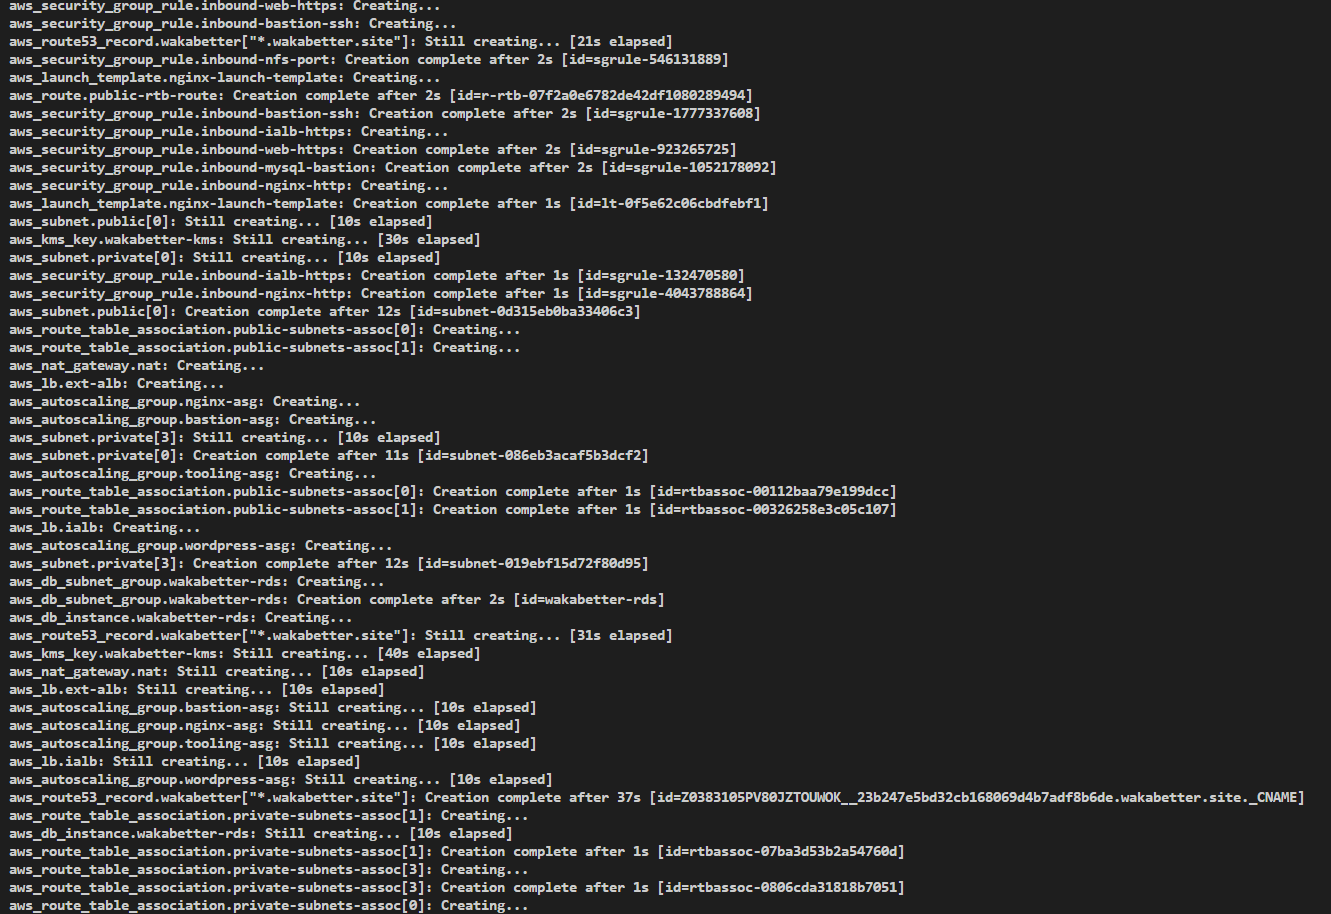 aws_security_group_rule.inbound-web-https: Creating...
aws_security_group_rule.inbound-bastion-ssh: Creating...
aws_route53_record.wakabetter["*.wakabetter.site"]: Still creating... [21s elapsed]
aws_security_group_rule.inbound-nfs-port: Creation complete after 2s [id=sgrule-546131889]
aws_launch_template.nginx-launch-template: Creating...
aws_route.public-rtb-route: Creation complete after 2s [id=r-rtb-07f2a0e6782de42df1080289494]
aws_security_group_rule.inbound-bastion-ssh: Creation complete after 2s [id=sgrule-1777337608]
aws_security_group_rule.inbound-ialb-https: Creating...
aws_security_group_rule.inbound-web-https: Creation complete after 2s [id=sgrule-923265725]
aws_security_group_rule.inbound-mysql-bastion: Creation complete after 2s [id=sgrule-1052178092]
aws_security_group_rule.inbound-nginx-http: Creating...
aws_launch_template.nginx-launch-template: Creation complete after 1s [id=lt-0f5e62c06cbdfebf1]
aws_subnet.public[0]: Still creating... [10s elapsed]
aws_kms_key.wakabetter-kms: Still creating... [30s elapsed]
aws_subnet.private[0]: Still creating... [10s elapsed]
aws_security_group_rule.inbound-ialb-https: Creation complete after 1s [id=sgrule-132470580]
aws_security_group_rule.inbound-nginx-http: Creation complete after 1s [id=sgrule-4043788864]
aws_subnet.public[0]: Creation complete after 12s [id=subnet-0d315eb0ba33406c3]
aws_route_table_association.public-subnets-assoc[0]: Creating...
aws_route_table_association.public-subnets-assoc[1]: Creating...
aws_nat_gateway.nat: Creating...
aws_lb.ext-alb: Creating...
aws_autoscaling_group.nginx-asg: Creating...
aws_autoscaling_group.bastion-asg: Creating...
aws_subnet.private[3]: Still creating... [10s elapsed]
aws_subnet.private[0]: Creation complete after 11s [id=subnet-086eb3acaf5b3dcf2]
aws_autoscaling_group.tooling-asg: Creating...
aws_route_table_association.public-subnets-assoc[0]: Creation complete after 1s [id=rtbassoc-00112baa79e199dcc]
aws_route_table_association.public-subnets-assoc[1]: Creation complete after 1s [id=rtbassoc-00326258e3c05c107]
aws_lb.ialb: Creating...
aws_autoscaling_group.wordpress-asg: Creating...
aws_subnet.private[3]: Creation complete after 12s [id=subnet-019ebf15d72f80d95]
aws_db_subnet_group.wakabetter-rds: Creating...
aws_db_subnet_group.wakabetter-rds: Creation complete after 2s [id=wakabetter-rds]
aws_db_instance.wakabetter-rds: Creating...
aws_route53_record.wakabetter["*.wakabetter.site"]: Still creating... [31s elapsed]
aws_kms_key.wakabetter-kms: Still creating... [40s elapsed]
aws_nat_gateway.nat: Still creating... [10s elapsed]
aws_lb.ext-alb: Still creating... [10s elapsed]
aws_autoscaling_group.bastion-asg: Still creating... [10s elapsed]
aws_autoscaling_group.nginx-asg: Still creating... [10s elapsed]
aws_autoscaling_group.tooling-asg: Still creating... [10s elapsed]
aws_lb.ialb: Still creating... [10s elapsed]
aws_autoscaling_group.wordpress-asg: Still creating... [10s elapsed]
aws_route53_record.wakabetter["*.wakabetter.site"]: Creation complete after 37s [id=Z0383105PV80JZTOUWOK__23b247e5bd32cb168069d4b7adf8b6de.wakabetter.site._CNAME]
aws_route_table_association.private-subnets-assoc[1]: Creating...
aws_db_instance.wakabetter-rds: Still creating... [10s elapsed]
aws_route_table_association.private-subnets-assoc[1]: Creation complete after 1s [id=rtbassoc-07ba3d53b2a54760d]
aws_route_table_association.private-subnets-assoc[3]: Creating...
aws_route_table_association.private-subnets-assoc[3]: Creation complete after 1s [id=rtbassoc-0806cda31818b7051]
aws_route_table_association.private-subnets-assoc[0]: Creating...